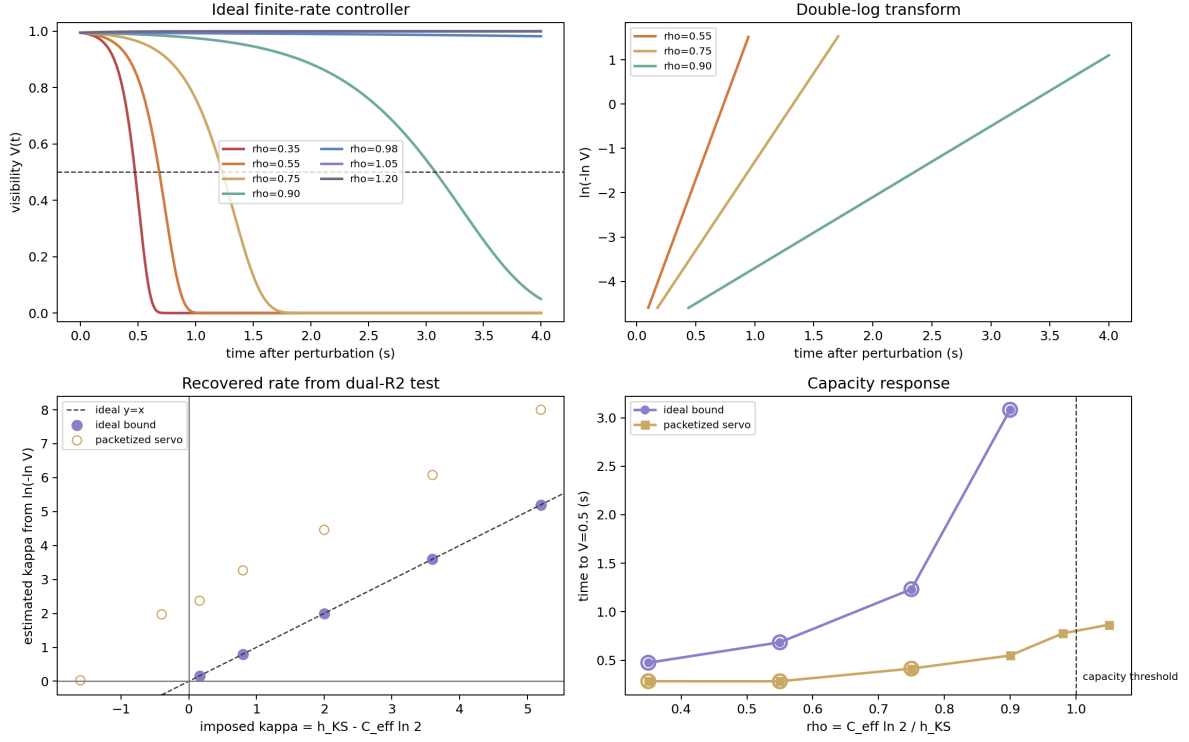 Ideal finite-rate controller
visibility V(t)
1.0
0.8
0.6
0.4
0.2
0.0
rho=0.35
rho=0.55
rho=0.75
rho=0.90
rho=0.98
rho=1.05
rho=1.20
0.0 0.5 1.0 1.5 2.0 2.5 3.0 3.5 4.0
time after perturbation (s)
Double-log transform
ln(-ln V)
1
0
−1
−2
−3
−4
rho=0.55
rho=0.75
rho=0.90
0.0 0.5 1.0 1.5 2.0 2.5 3.0 3.5 4.0
time after perturbation (s)
Recovered rate from dual-R2 test
estimated kappa from ln(-ln V)
8
7
6
5
4
3
2
1
0
ideal y=x
ideal bound
packetized servo
−1 0 1 2 3 4 5
imposed kappa = h_KS - C_eff ln 2
Capacity response
time to V=0.5 (s)
3.0
2.5
2.0
1.5
1.0
0.5
ideal bound
packetized servo
capacity threshold
0.4 0.5 0.6 0.7 0.8 0.9 1.0
rho = C_eff ln 2 / h_KS